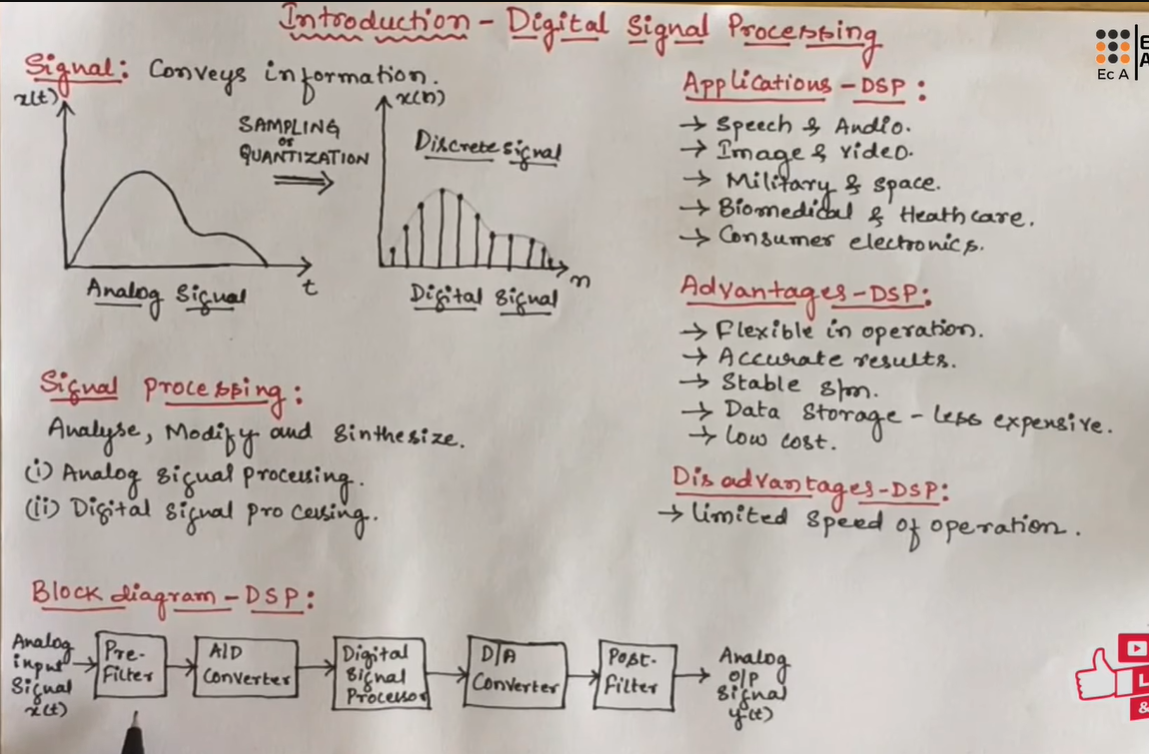 Introduction - Digital Signal Processing
Signal: Conveys information.
x(t)
SAMPLING
or
QUANTIZATION
x(n)
Discrete signal
t
n
Analog Signal
Digital Signal
Signal processing:
Analyse, Modify and sinthesize.
(i) Analog signal processing.
(ii) Digital signal processing.
Applications - DSP:
→ Speech & Audio.
→ Image & video.
→ Military & space.
→ Biomedical & Heathcare.
→ Consumer electronics.
Advantages - DSP:
→ Flexible in operation.
→ Accurate results.
→ Stable s/m.
→ Data storage - less expensive.
→ low cost.
Disadvantages - DSP:
→ limited speed of operation.
Block diagram - DSP:
Analog
input
signal
x(t)
Pre-
filter
A/D
Converter
Digital
Signal
Processor
D/A
Converter
Post-
filter
Analog
o/p
signal
y(t)
Ec A
E
A
L
&